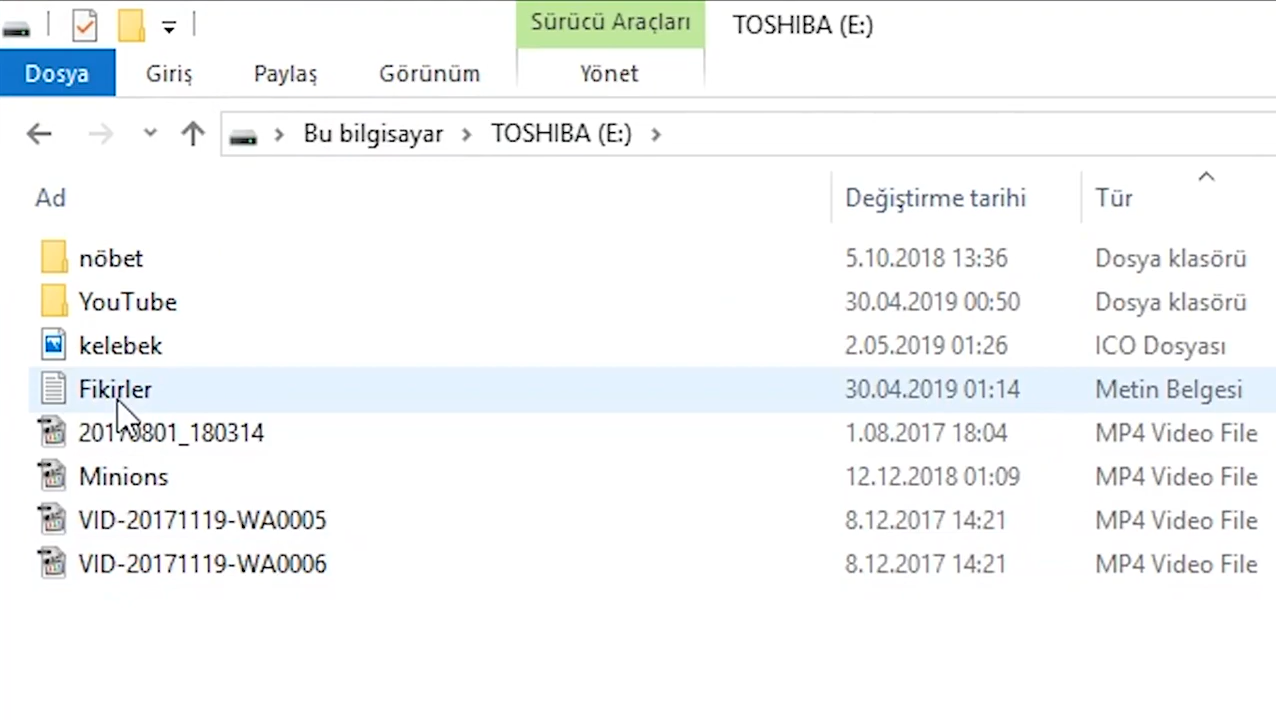 Sürücü Araçları TOSHIBA (E:)
Dosya Giriş Paylaş Görünüm Yönet
Bu bilgisayar TOSHIBA (E:)
Ad Değiştirme tarihi Tür
nöbet 5.10.2018 13:36 Dosya klasörü
YouTube 30.04.2019 00:50 Dosya klasörü
kelebek 2.05.2019 01:26 ICO Dosyası
Fikirler 30.04.2019 01:14 Metin Belgesi
20170801_180314 1.08.2017 18:04 MP4 Video File
Minions 12.12.2018 01:09 MP4 Video File
VID-20171119-WA0005 8.12.2017 14:21 MP4 Video File
VID-20171119-WA0006 8.12.2017 14:21 MP4 Video File